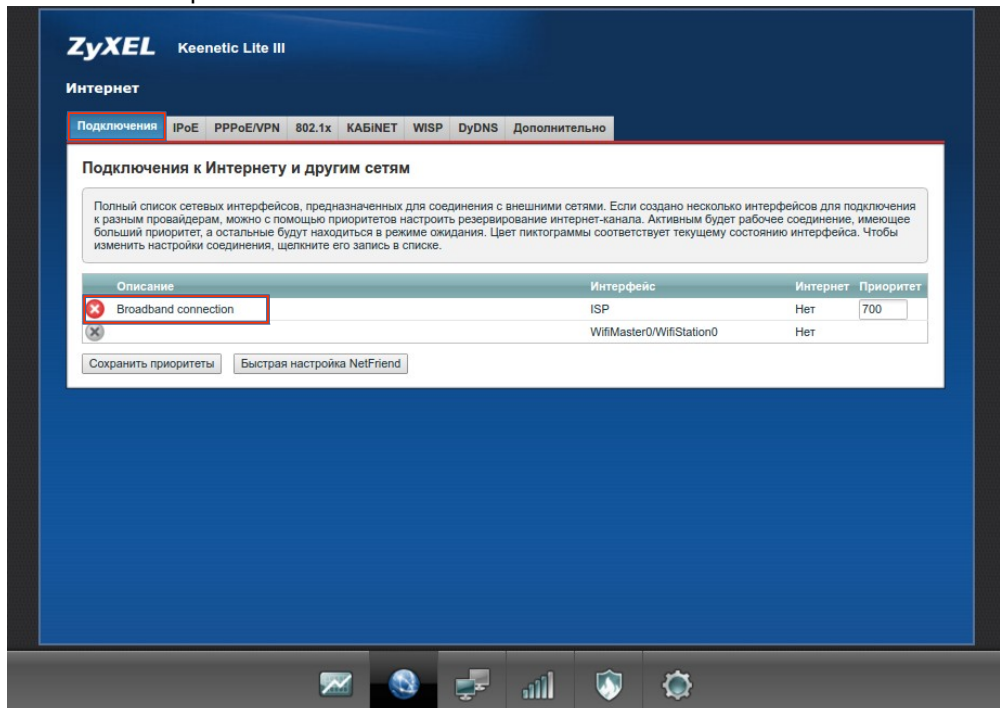 ZyXEL Keenetic Lite III
Интернет
Подключения IPoE PPPoE/VPN 802.1x КАБiNET WISP DyDNS Дополнительно
Подключения к Интернету и другим сетям
Полный список сетевых интерфейсов, предназначенных для соединения с внешними сетями. Если создано несколько интерфейсов для подключения
к разным провайдерам, можно с помощью приоритетов настроить резервирование интернет-канала. Активным будет рабочее соединение, имеющее
больший приоритет, а остальные будут находиться в режиме ожидания. Цвет пиктограммы соответствует текущему состоянию интерфейса. Чтобы
изменить настройки соединения, щелкните его запись в списке.
Описание Интерфейс Интернет Приоритет
Broadband connection ISP Нет 700
WifiMaster0/WifiStation0 Нет
Сохранить приоритеты Быстрая настройка NetFriend